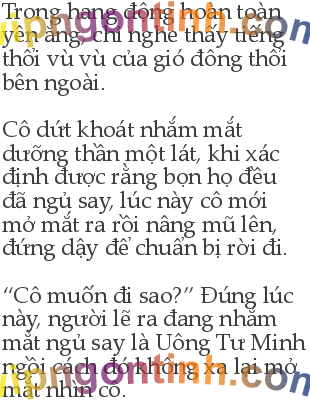 Trong hang động hoàn toàn
yên ắng, chỉ nghe thấy tiếng
thổi vù vù của gió đông thổi
bên ngoài.
Cô dứt khoát nhắm mắt
dưỡng thần một lát, khi xác
định được rằng bọn họ đều
đã ngủ say, lúc này cô mới
mở mắt ra rồi nâng mũ lên,
đứng dậy để chuẩn bị rời đi.
“Cô muốn đi sao?” Đúng lúc
này, người lẽ ra đang nhắm
mắt ngủ say là Uông Tư Minh
ngồi cách đó không xa lại mở
mắt nhìn cô.
vipngontinh.com
vipngontinh.com